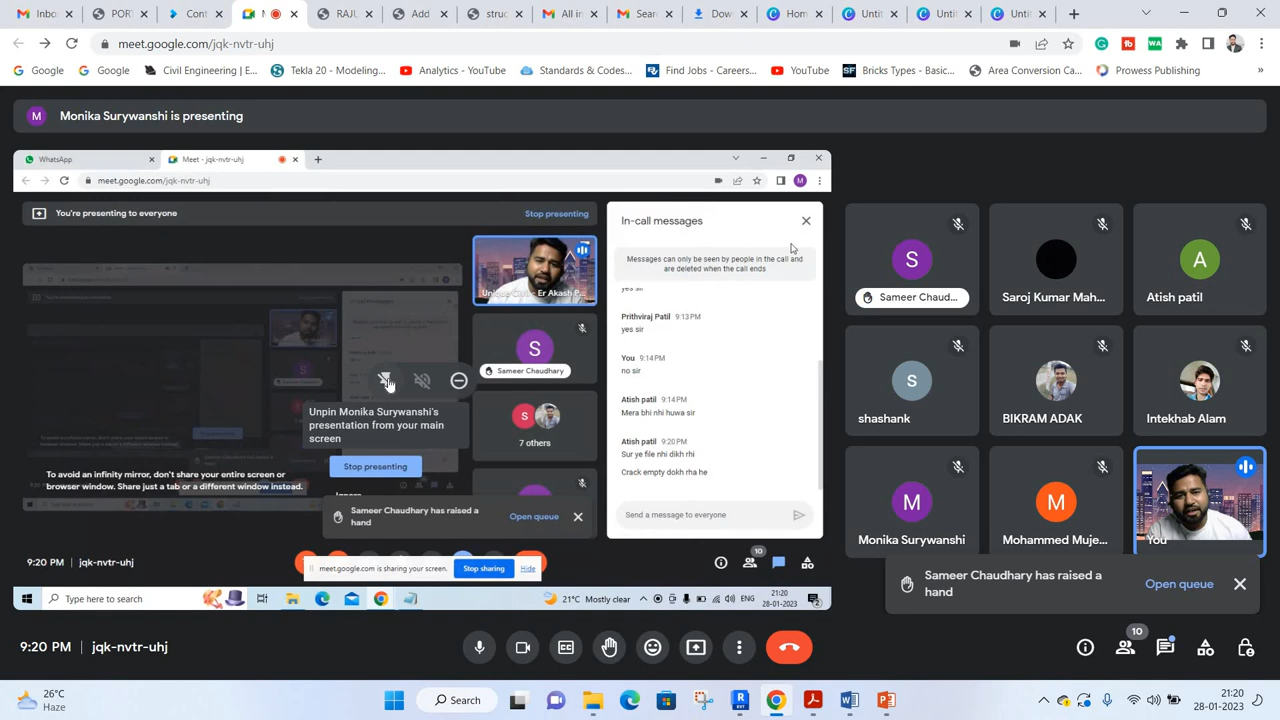 Inbo
PORT
Cont
M
RAJU
Add
struc
All in
Sear
Dow
Hom
Untit
Untit
Untit
meet.google.com/jqk-nvtr-uhj
Google
Google
Civil Engineering | E...
Tekla 20 - Modeling...
Analytics - YouTube
Standards & Codes...
Find Jobs - Careers...
YouTube
Bricks Types - Basic...
Area Conversion Ca...
Prowess Publishing
»
M
Monika Surywanshi is presenting
WhatsApp
Meet - jqk-nvtr-uhj
meet.google.com/jqk-nvtr-uhj
M
You're presenting to everyone
Stop presenting
In-call messages
Messages can only be seen by people in the call and
are deleted when the call ends
yes sir
Prithviraj Patil 9:13 PM
yes sir
You 9:14 PM
no sir
Atish patil 9:14 PM
Mera bhi nhi huwa sir
Atish patil 9:20 PM
Sur ye file nhi dikh rhi
Crack empty dokh rha he
Send a message to everyone
S
Sameer Chaudhary
S
7 others
Unpin Monika Surywanshi's
presentation from your main
screen
Stop presenting
To avoid an infinity mirror, don't share your entire screen or
browser window. Share just a tab or a different window instead.
Ignore
Sameer Chaudhary has raised a
hand
Open queue
9:20 PM | jqk-nvtr-uhj
meet.google.com is sharing your screen.
Stop sharing
Hide
10
Type here to search
21°C Mostly clear
ENG
21:20
28-01-2023
2
S
Sameer Chaud...
Saroj Kumar Mah...
A
Atish patil
s
shashank
BIKRAM ADAK
Intekhab Alam
M
Monika Surywanshi
M
Mohammed Muje...
You
Sameer Chaudhary has raised a
hand
Open queue
9:20 PM | jqk-nvtr-uhj
10
26°C
Haze
Search
21:20
28-01-2023